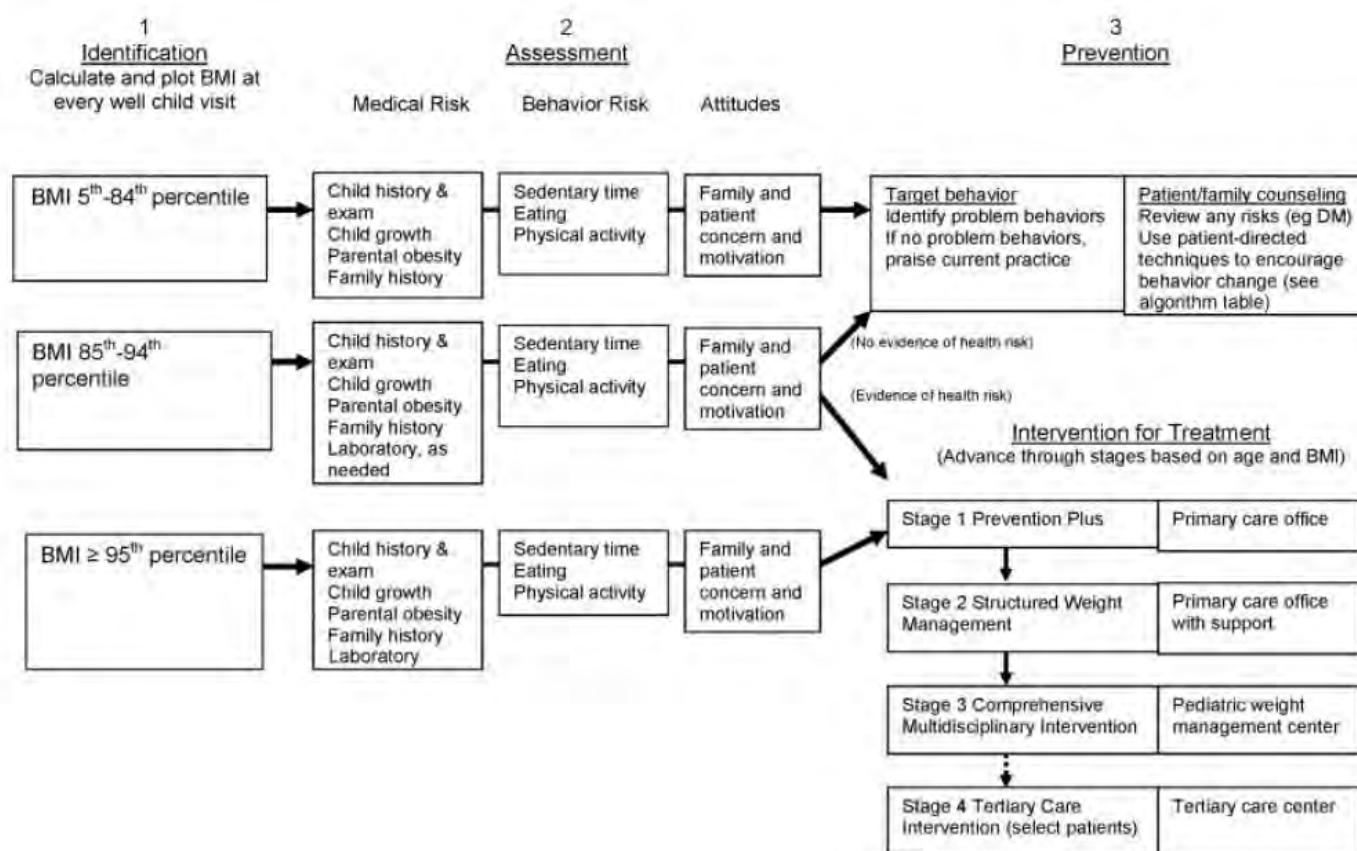 1
Identification
Calculate and plot BMI at
every well child visit
2
Assessment
Medical Risk
Behavior Risk
Attitudes
3
Prevention
BMI 5th-84th percentile
Child history &
exam
Child growth
Parental obesity
Family history
Sedentary time
Eating
Physical activity
Family and
patient
concern and
motivation
Target behavior
Identify problem behaviors
If no problem behaviors,
praise current practice
Patient/family counseling
Review any risks (eg DM)
Use patient-directed
techniques to encourage
behavior change (see
algorithm table)
BMI 85th-94th
percentile
Child history &
exam
Child growth
Parental obesity
Family history
Laboratory, as
needed
Sedentary time
Eating
Physical activity
Family and
patient
concern and
motivation
(No evidence of health risk)
(Evidence of health risk)
Intervention for Treatment
(Advance through stages based on age and BMI)
BMI ≥ 95th percentile
Child history &
exam
Child growth
Parental obesity
Family history
Laboratory
Sedentary time
Eating
Physical activity
Family and
patient
concern and
motivation
Stage 1 Prevention Plus
Primary care office
Stage 2 Structured Weight
Management
Primary care office
with support
Stage 3 Comprehensive
Multidisciplinary Intervention
Pediatric weight
management center
Stage 4 Tertiary Care
Intervention (select patients)
Tertiary care center